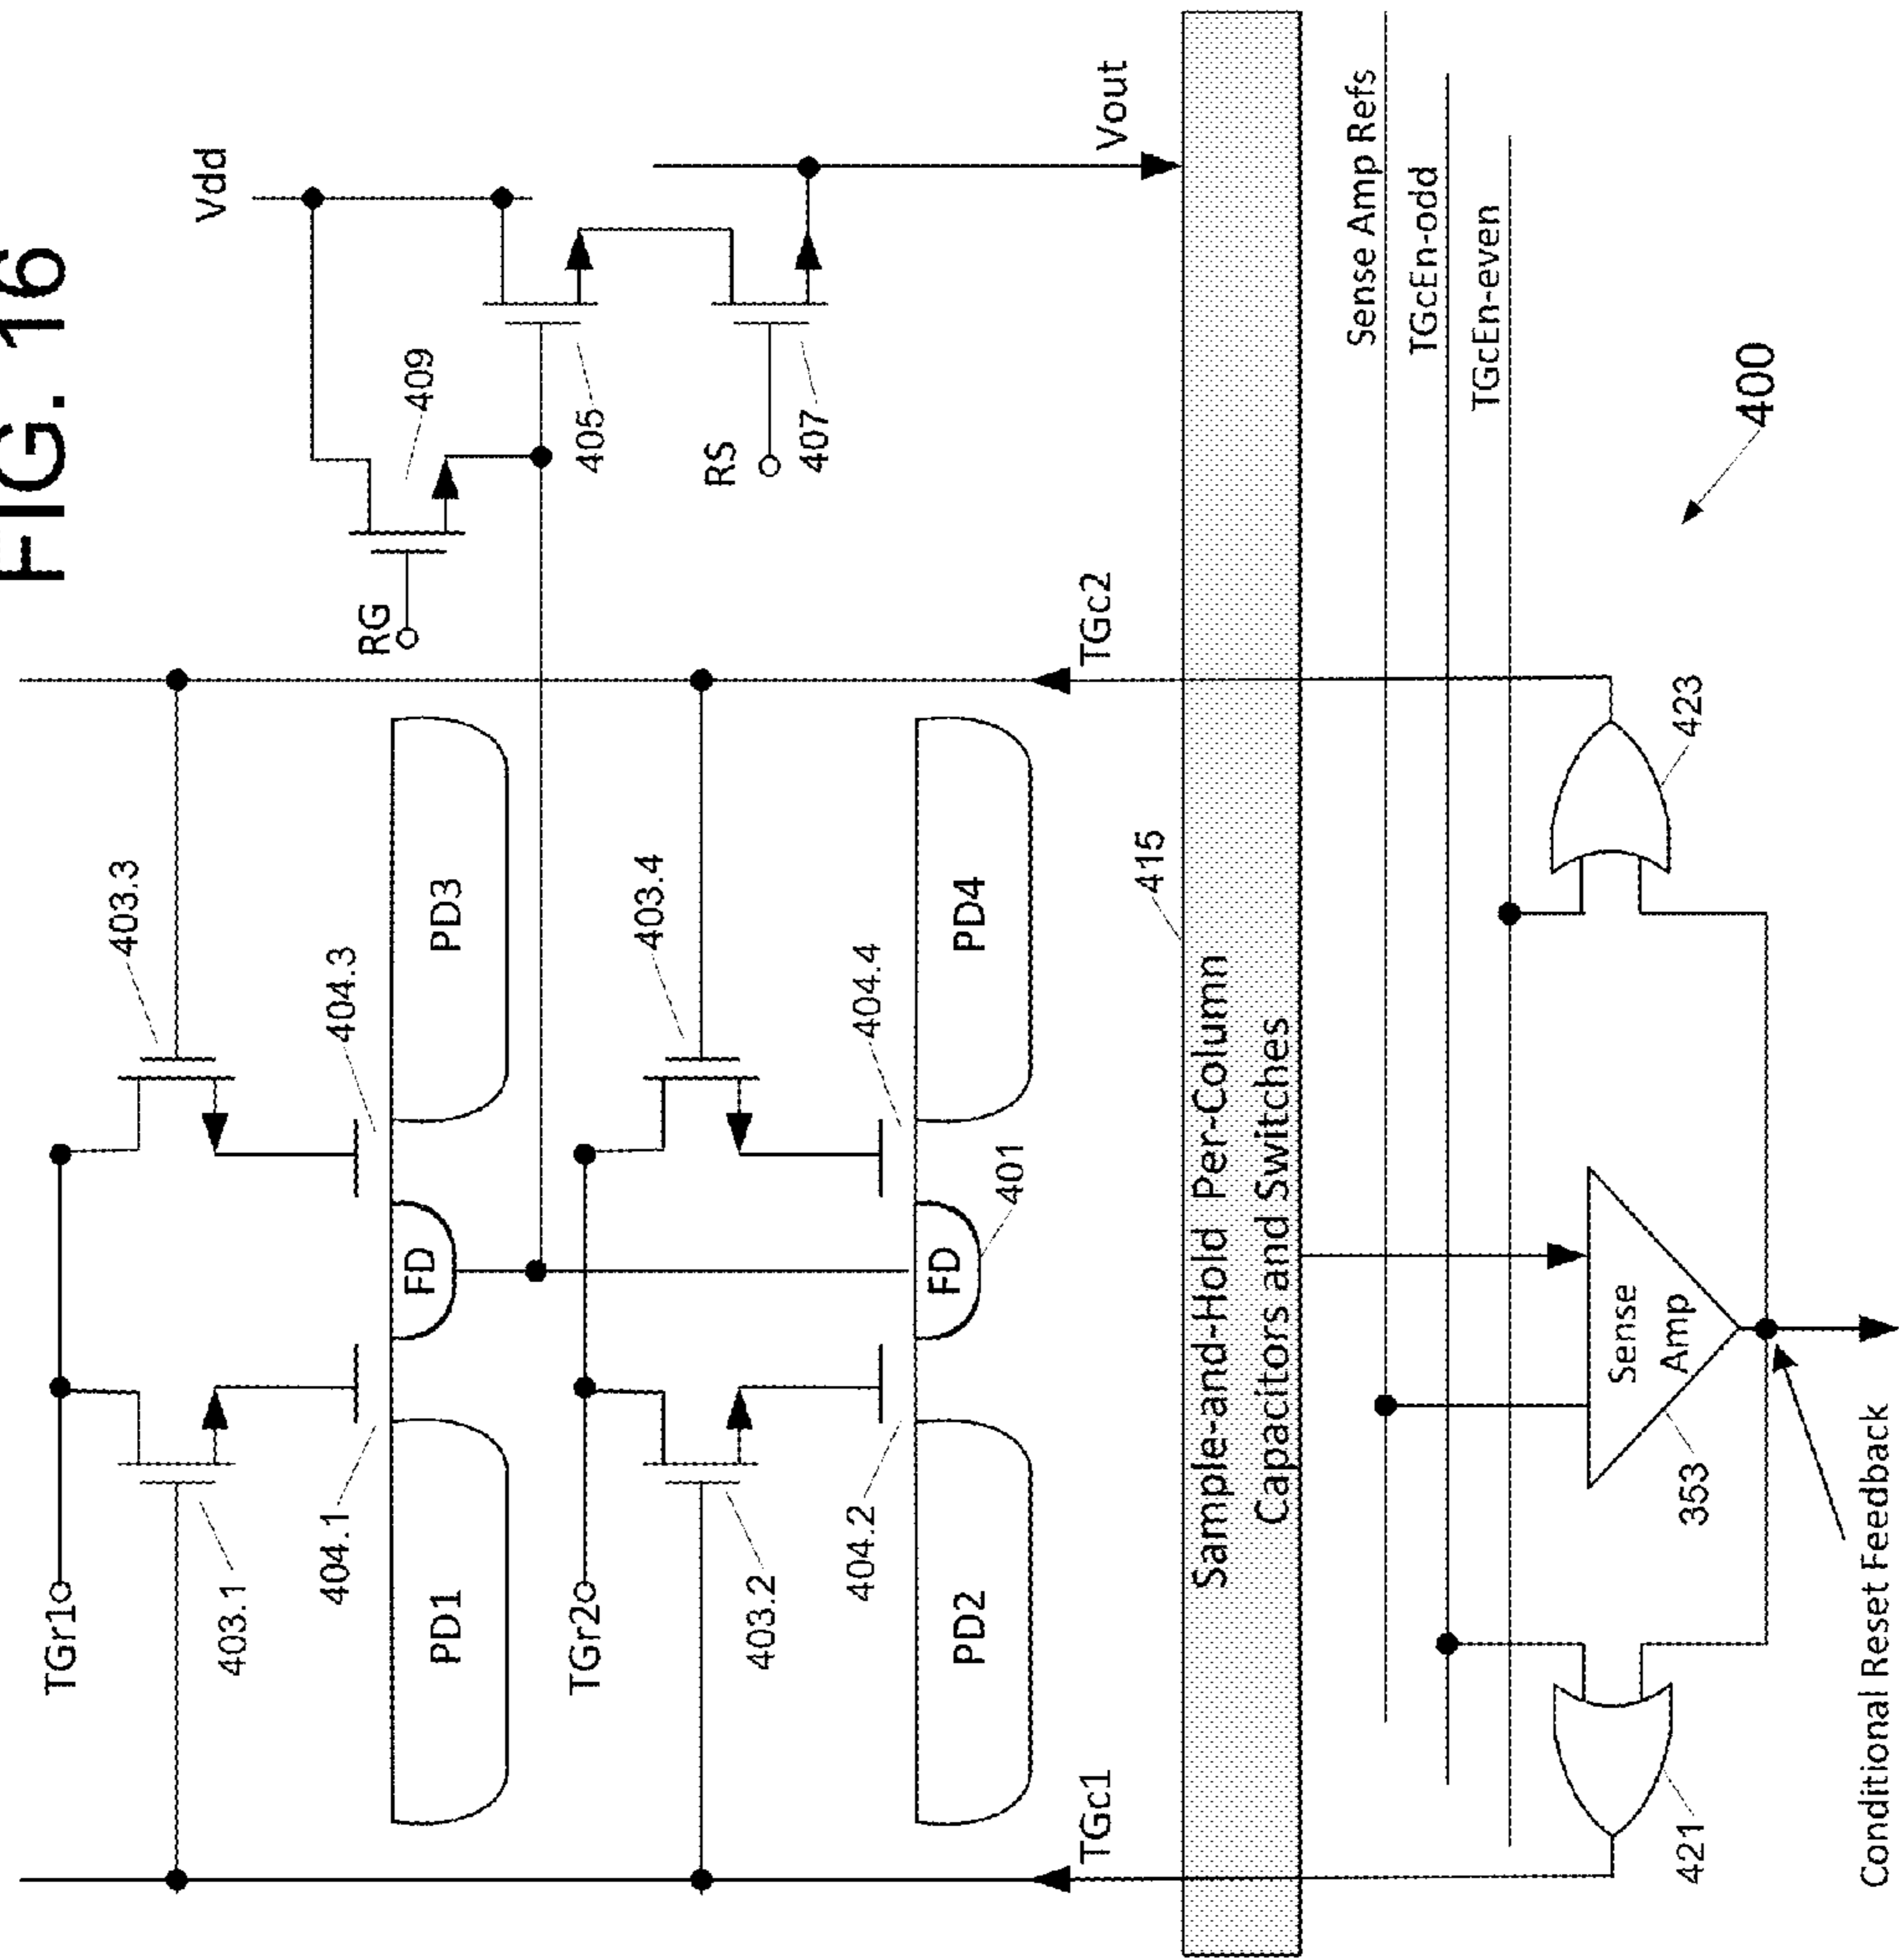 FIG. 16
Vdd
TGr1
403.1
403.3
RG
409
404.1
404.3
PD1
FD
PD3
405
TGr2
403.2
403.4
RS
407
404.2
404.4
PD2
FD
PD4
401
TGc1
TGc2
Vout
415
Sample-and-Hold Per-Column
Capacitors and Switches
Sense Amp Refs
TGcEn-odd
TGcEn-even
Sense
Amp
353
421
423
400
Conditional Reset Feedback